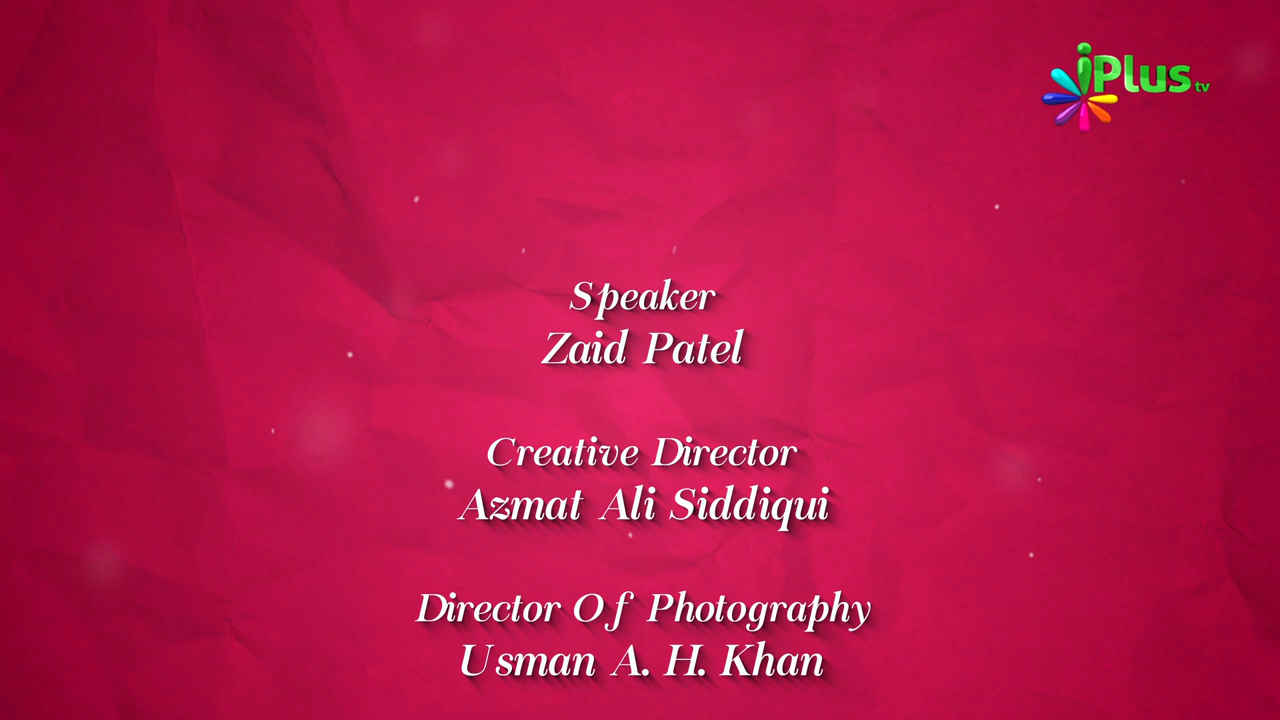 iPlus tv
Speaker
Zaid Patel
Creative Director
Azmat Ali Siddiqui
Director Of Photography
Usman A. H. Khan